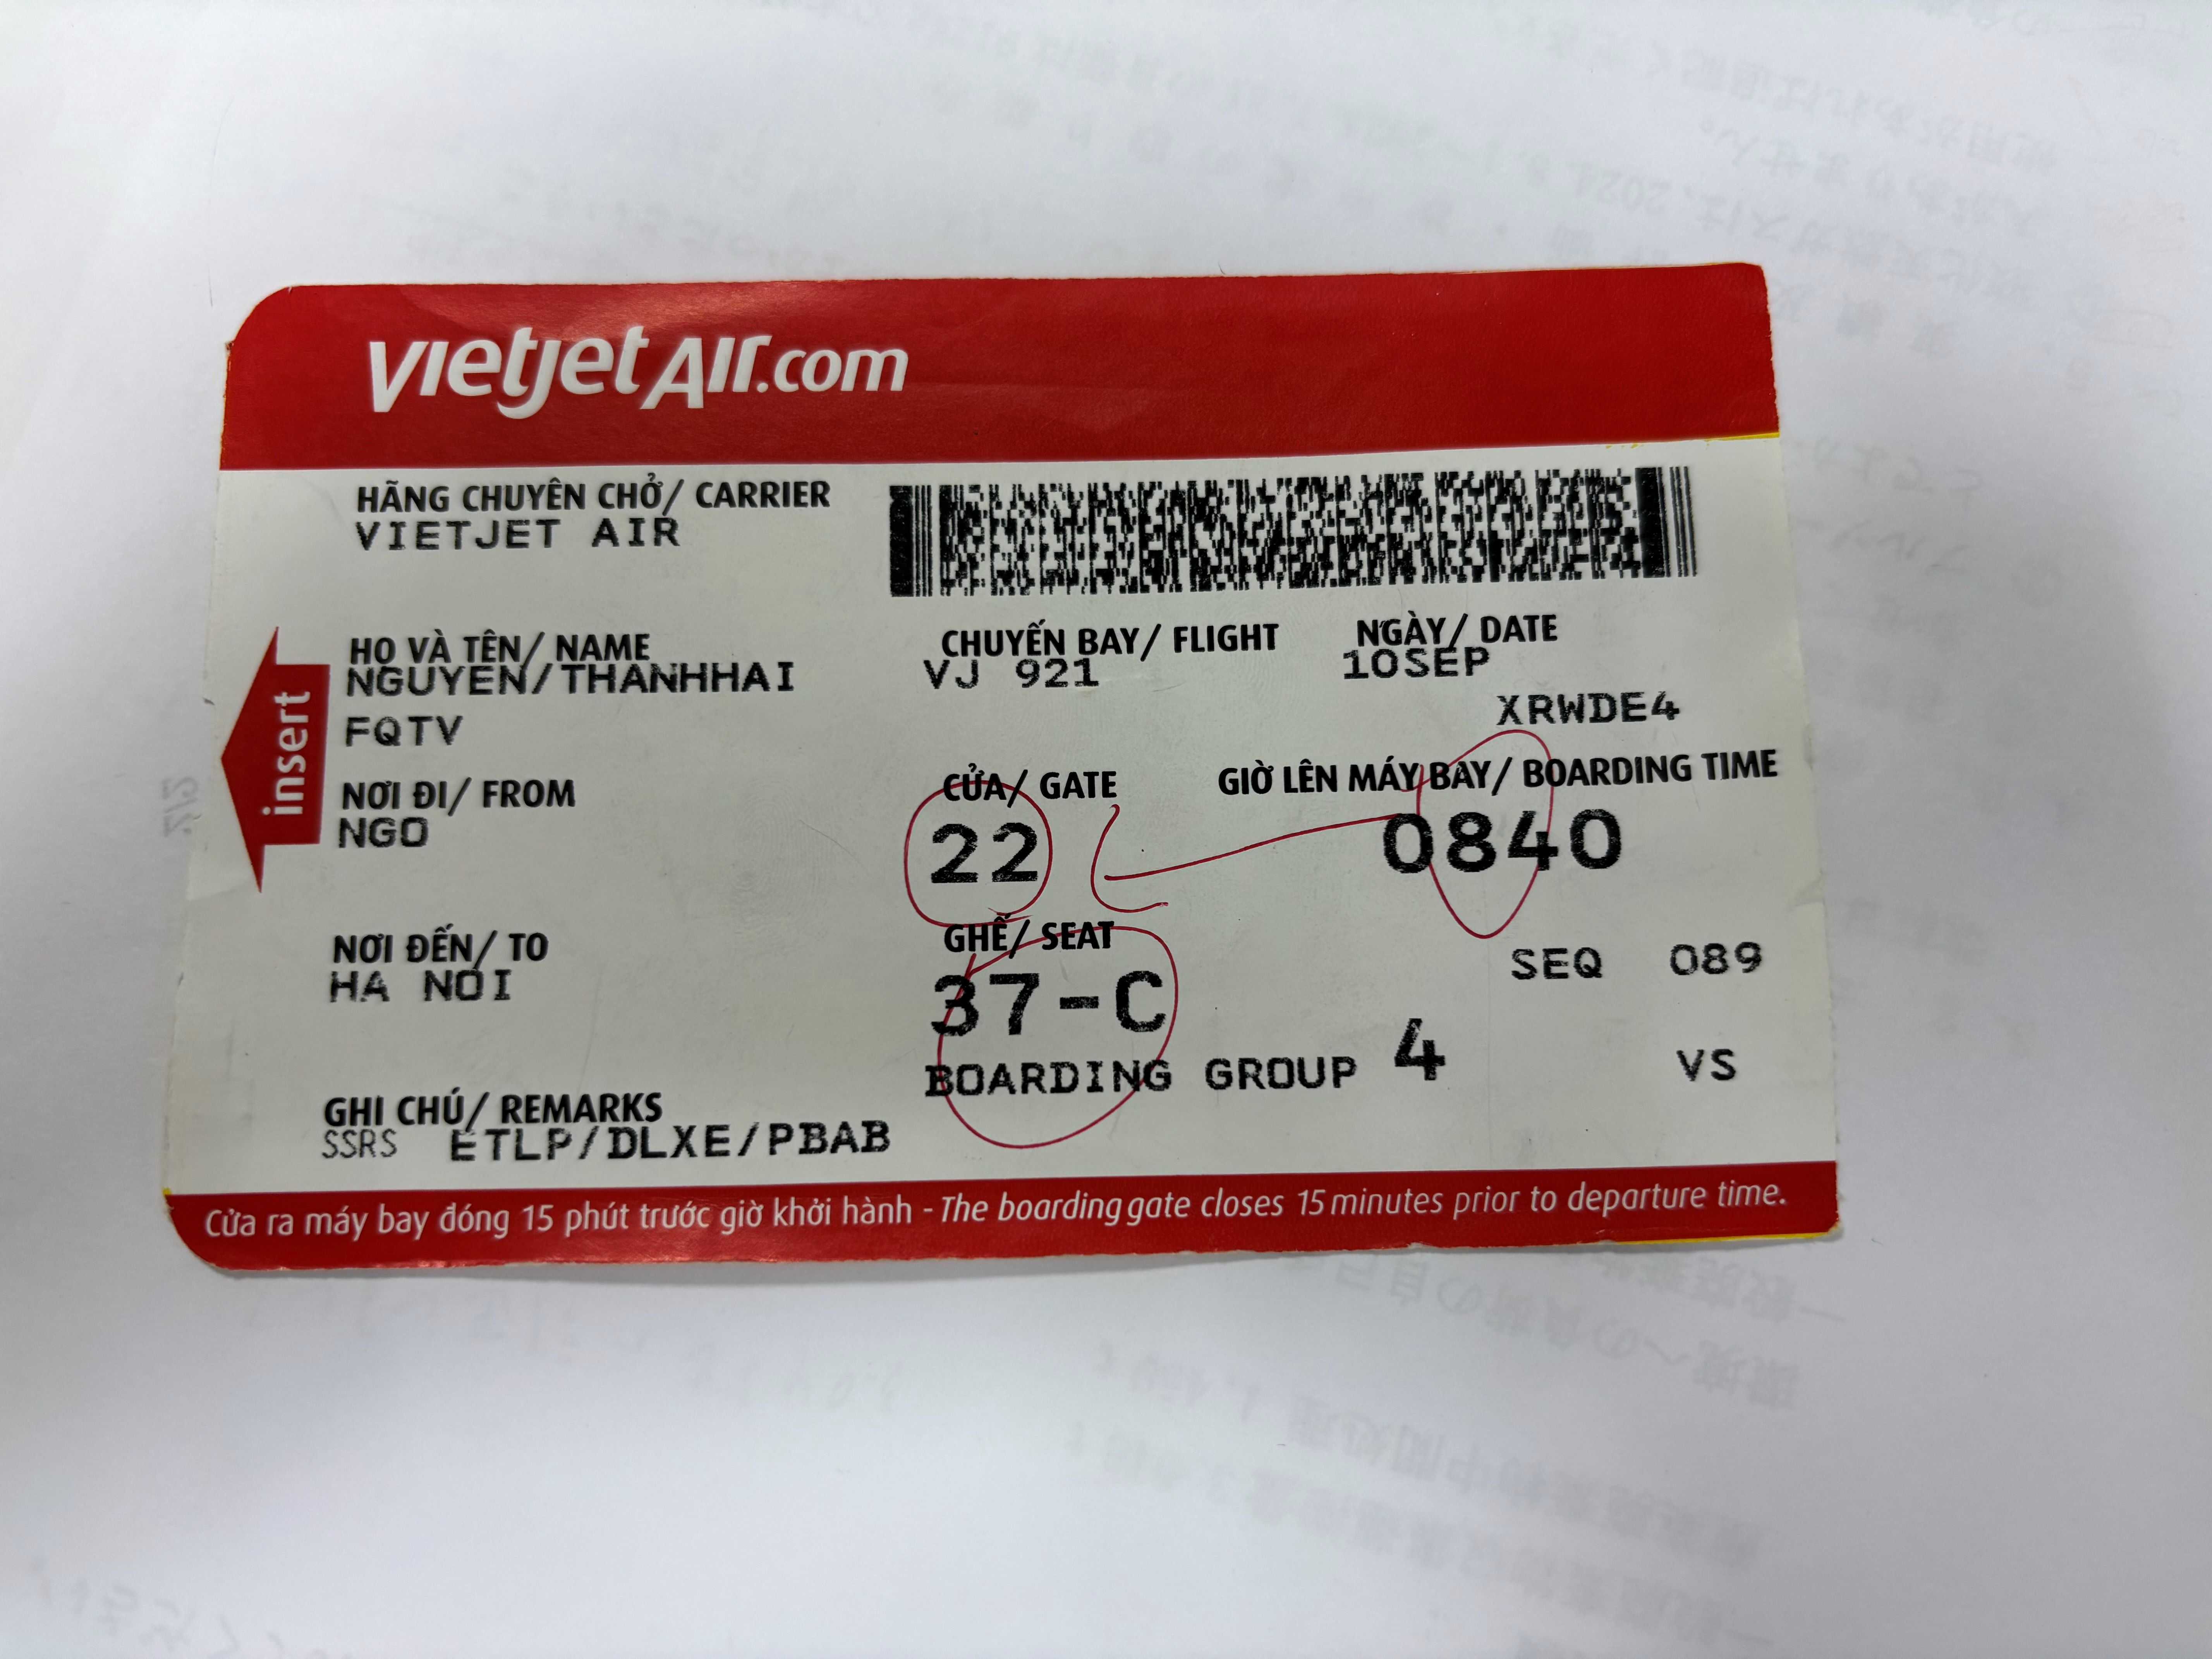 vietjetAir.com
HÃNG CHUYÊN CHỞ/ CARRIER
VIETJET AIR
HỌ VÀ TÊN/ NAME
NGUYEN/THANHHAI
CHUYẾN BAY/ FLIGHT
VJ 921
NGÀY/ DATE
10SEP
FQTV
XRWDE4
insert
NƠI ĐI/ FROM
NGO
CỬA/ GATE
22
GIỜ LÊN MÁY BAY/ BOARDING TIME
0840
NƠI ĐẾN/ TO
HA NOI
GHẾ/ SEAT
37-C
SEQ 089
BOARDING GROUP 4
VS
GHI CHÚ/ REMARKS
SSRS ETLP/DLXE/PBAB
Cửa ra máy bay đóng 15 phút trước giờ khởi hành - The boarding gate closes 15 minutes prior to departure time.